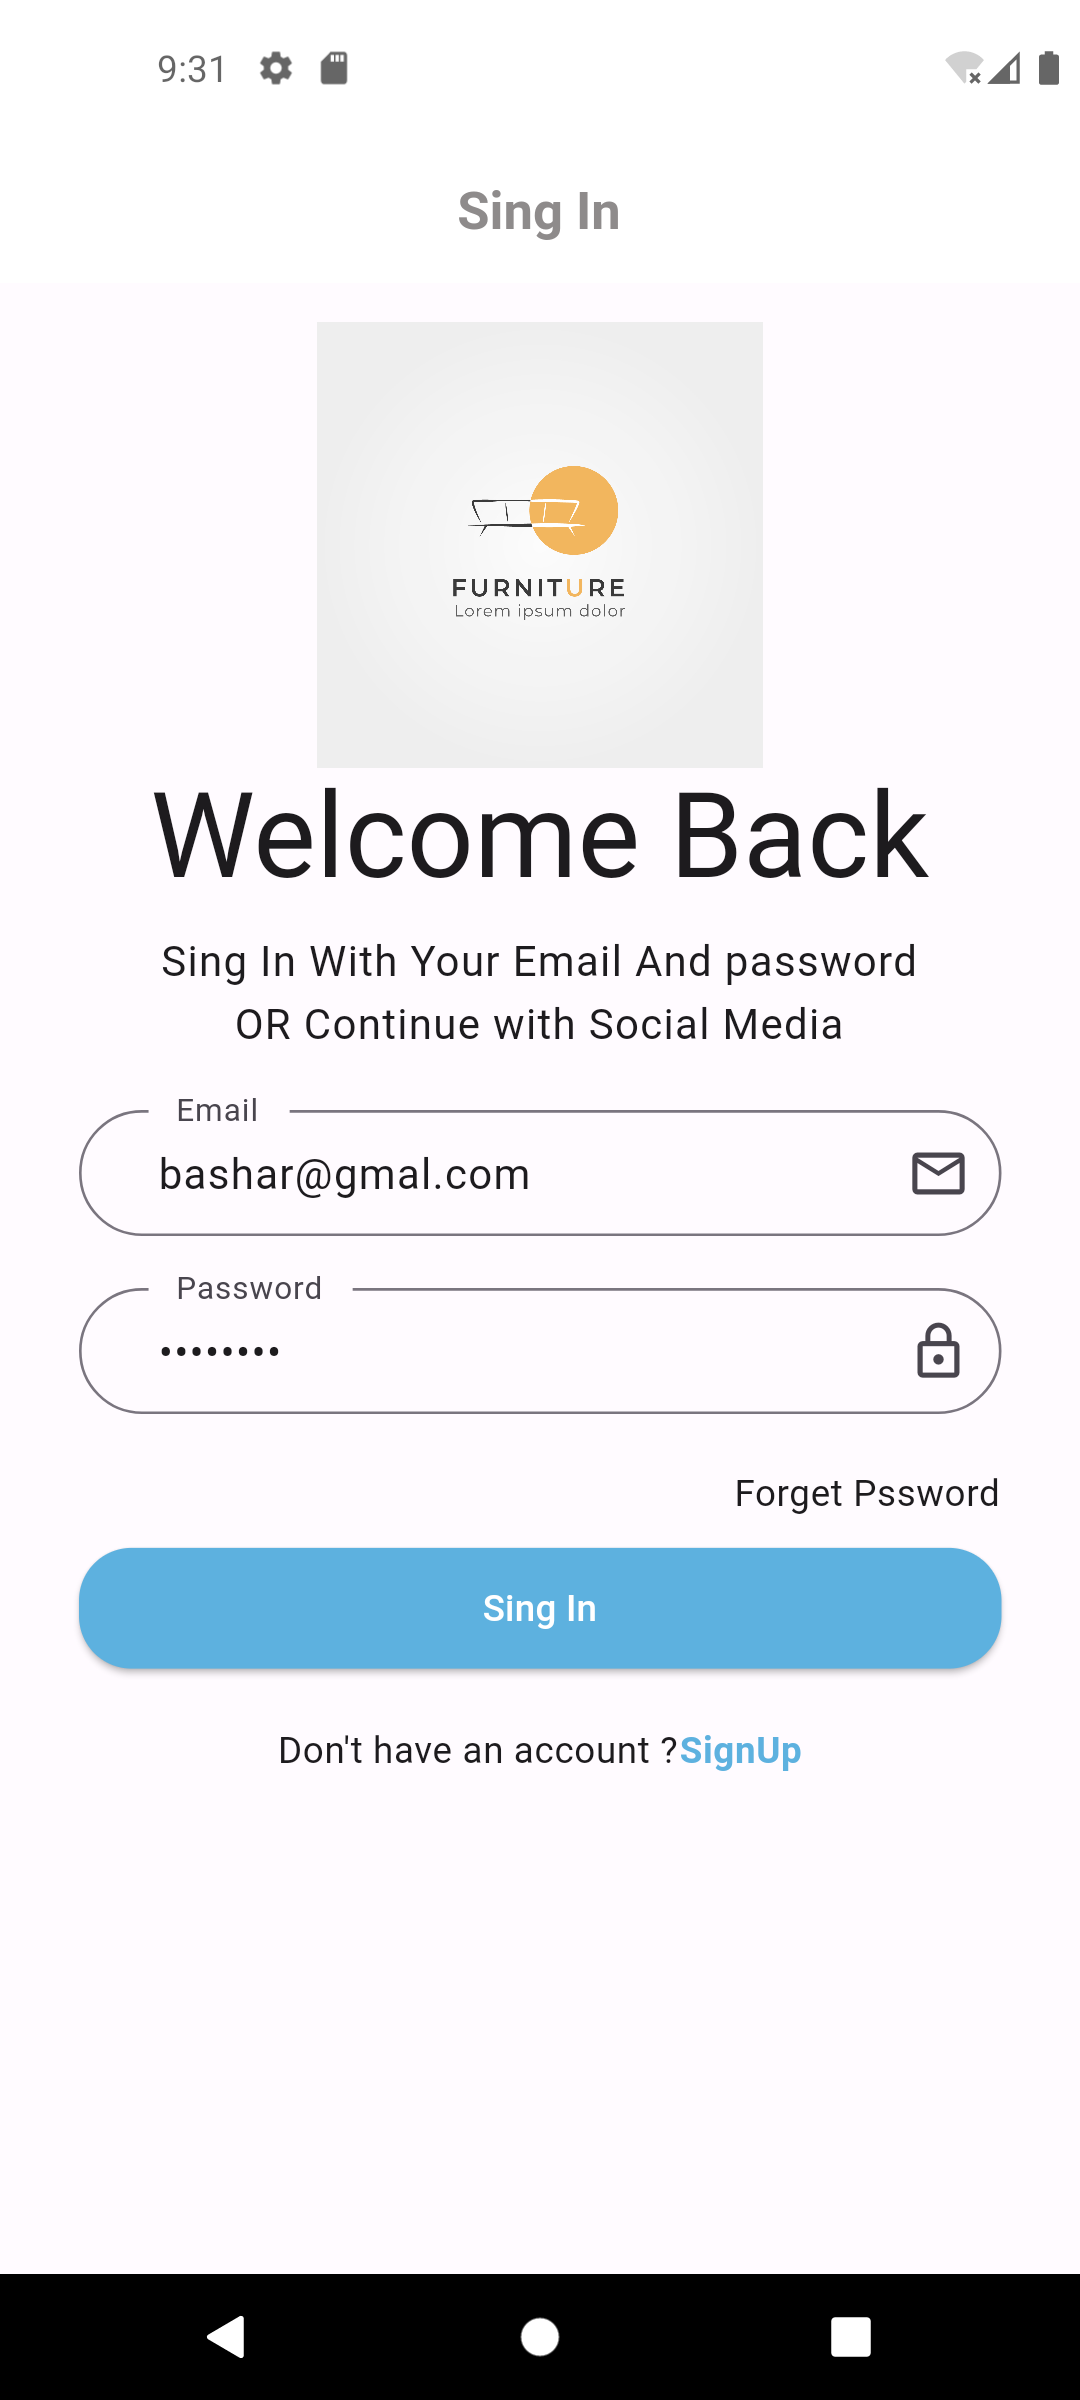 9:31
Sing In
FURNITURE
Lorem ipsum dolor
Welcome Back
Sing In With Your Email And password
OR Continue with Social Media
Email
bashar@gmal.com
Password
••••••••
Forget Pssword
Sing In
Don't have an account ?SignUp